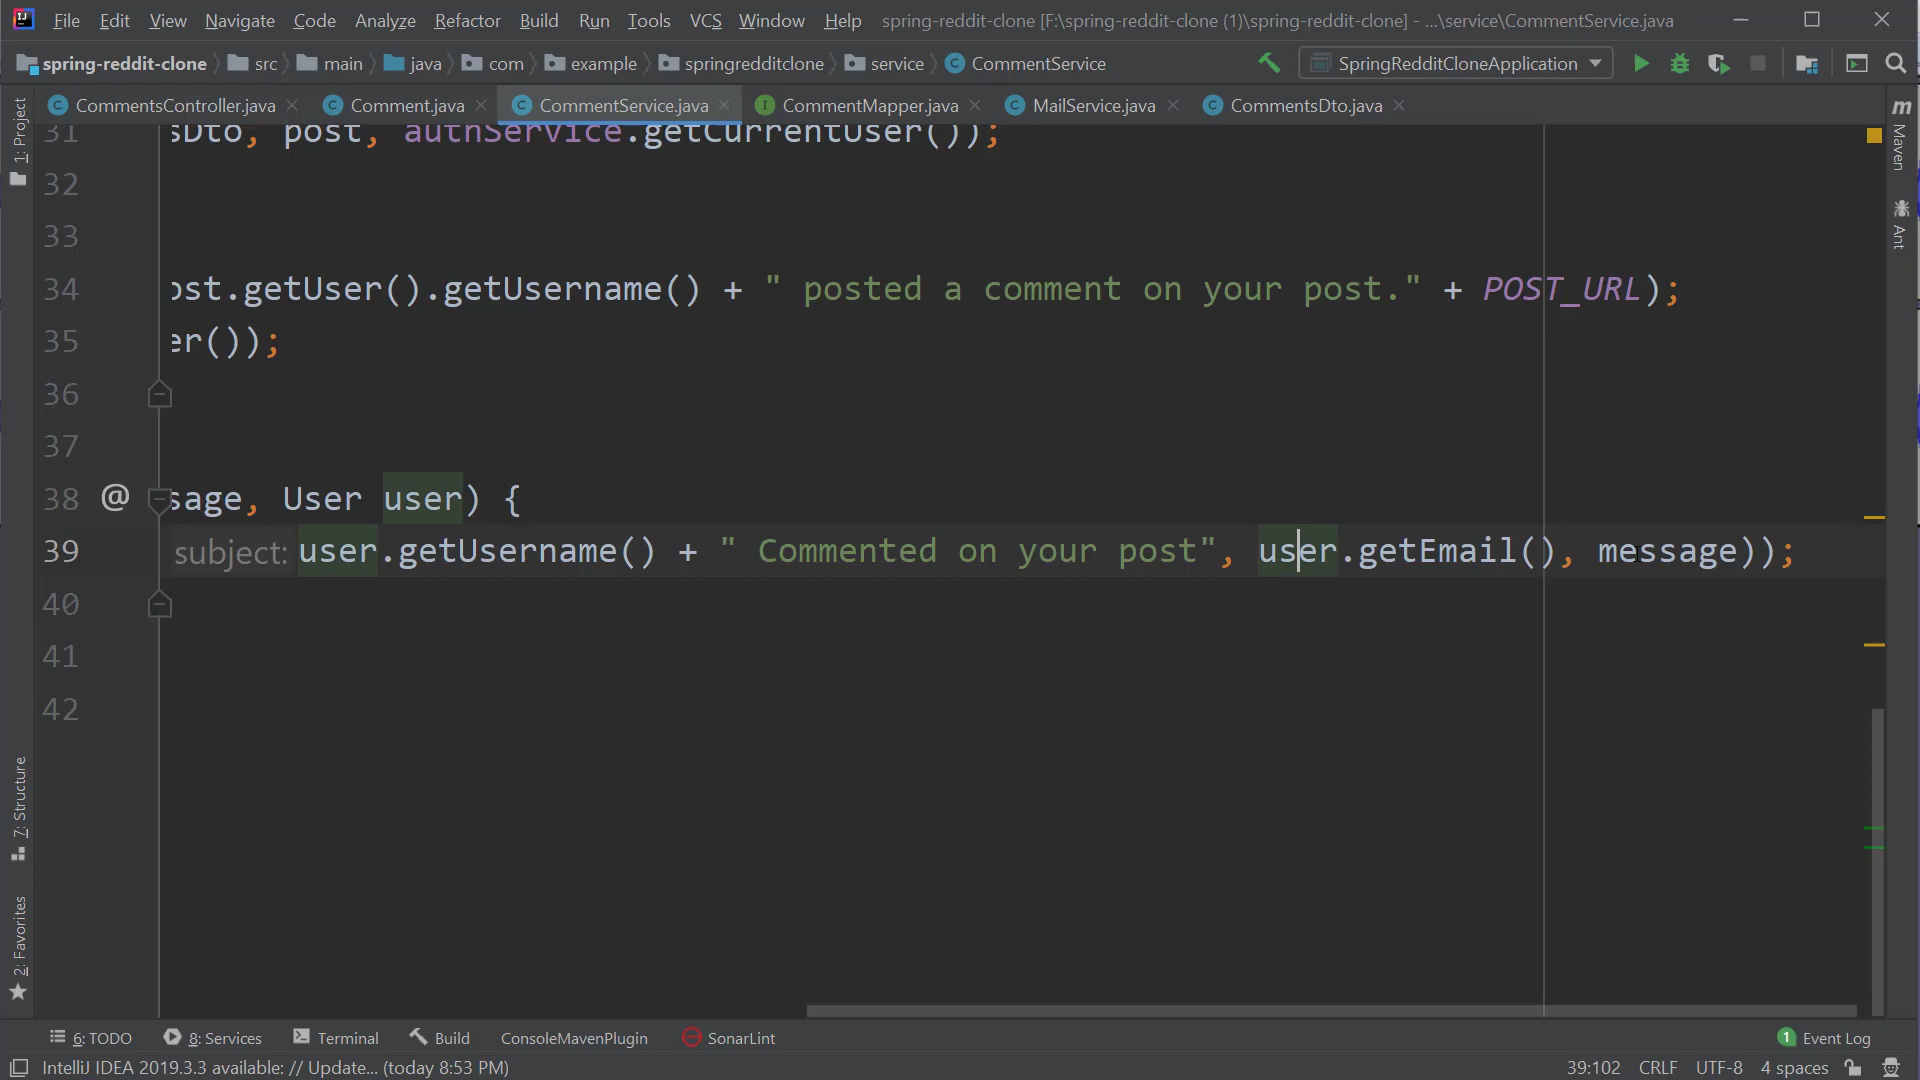 File Edit View Navigate Code Analyze Refactor Build Run Tools VCS Window Help spring-reddit-clone [F:\spring-reddit-clone (1)\spring-reddit-clone] - ...\service\CommentService.java
spring-reddit-clone src main java com example springredditclone service CommentService SpringRedditCloneApplication
CommentsController.java Comment.java CommentService.java CommentMapper.java MailService.java CommentsDto.java
1: Project
7: Structure
2: Favorites
31 sDto, post, authService.getCurrentUser());
32
33
34 ost.getUser().getUsername() + " posted a comment on your post." + POST_URL);
35 er());
36
37
38 @ sage, User user) {
39 subject: user.getUsername() + " Commented on your post", user.getEmail(), message));
40
41
42
m Maven
Ant
6: TODO 8: Services Terminal Build ConsoleMavenPlugin SonarLint 1 Event Log
IntelliJ IDEA 2019.3.3 available: // Update... (today 8:53 PM) 39:102 CRLF UTF-8 4 spaces